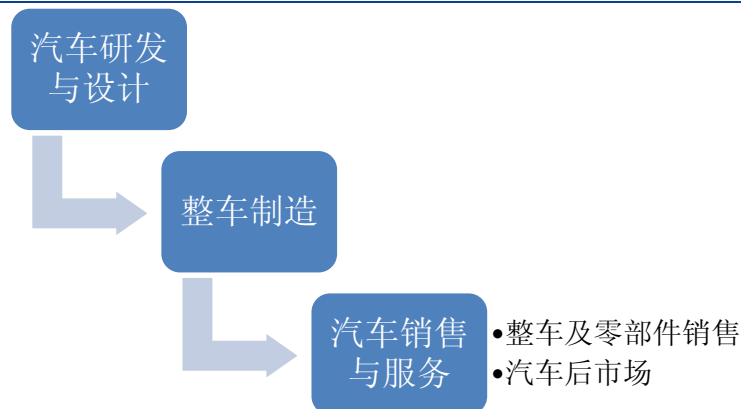 汽车研发
与设计
整车制造
汽车销售
与服务
•整车及零部件销售
•汽车后市场